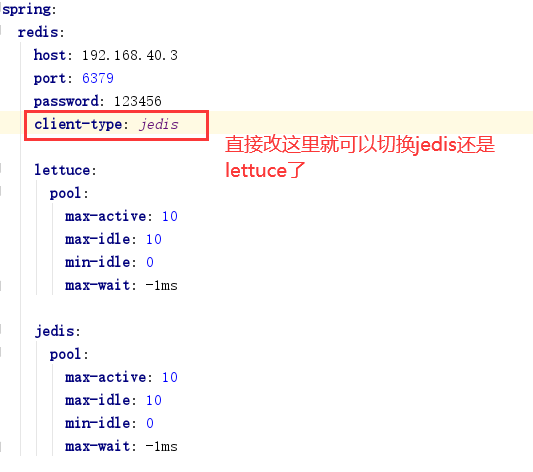 spring:
redis:
host: 192.168.40.3
port: 6379
password: 123456
client-type: jedis
直接改这里就可以切换jedis还是
lettuce了
lettuce:
pool:
max-active: 10
max-idle: 10
min-idle: 0
max-wait: -1ms
jedis:
pool:
max-active: 10
max-idle: 10
min-idle: 0
max-wait: -1ms